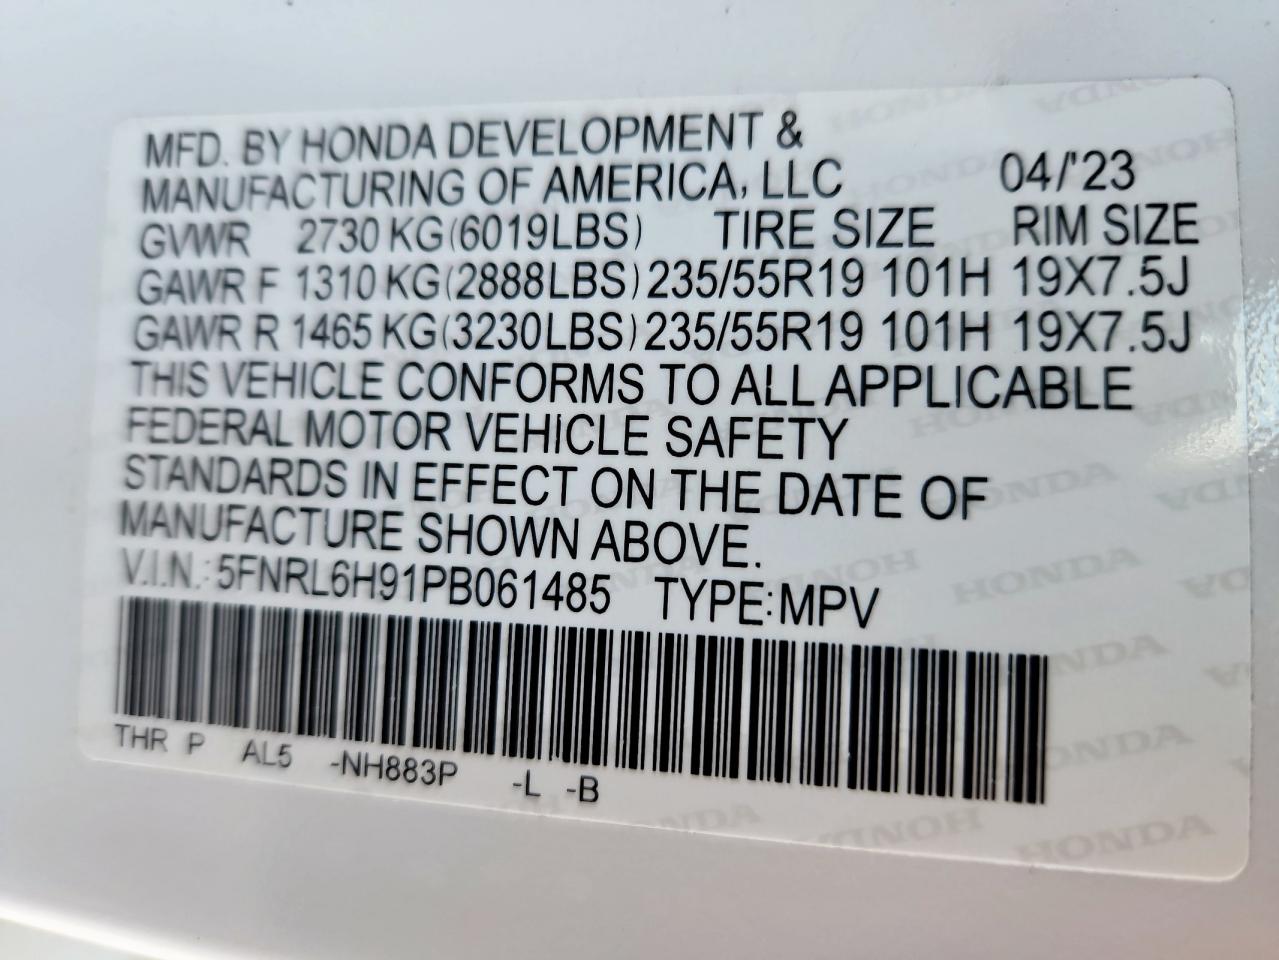 MFD. BY HONDA DEVELOPMENT &
MANUFACTURING OF AMERICA, LLC 04/'23
GVWR 2730 KG(6019LBS) TIRE SIZE RIM SIZE
GAWR F 1310 KG(2888LBS) 235/55R19 101H 19X7.5J
GAWR R 1465 KG(3230LBS) 235/55R19 101H 19X7.5J
THIS VEHICLE CONFORMS TO ALL APPLICABLE
FEDERAL MOTOR VEHICLE SAFETY
STANDARDS IN EFFECT ON THE DATE OF
MANUFACTURE SHOWN ABOVE.
V.I.N.: 5FNRL6H91PB061485 TYPE:MPV
THR P AL5 -NH883P -L -B